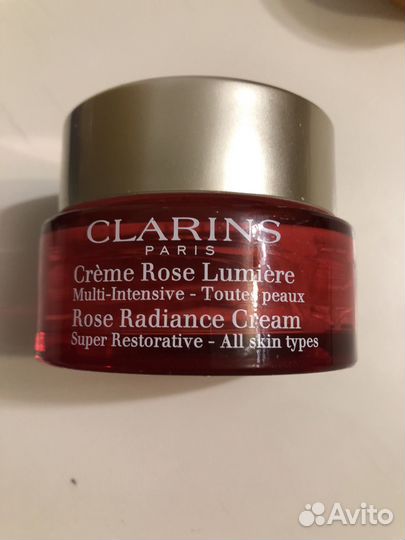 CLARINS
PARIS
Crème Rose Lumière
Multi-Intensive - Toutes peaux
Rose Radiance Cream
Super Restorative - All skin types
Avito